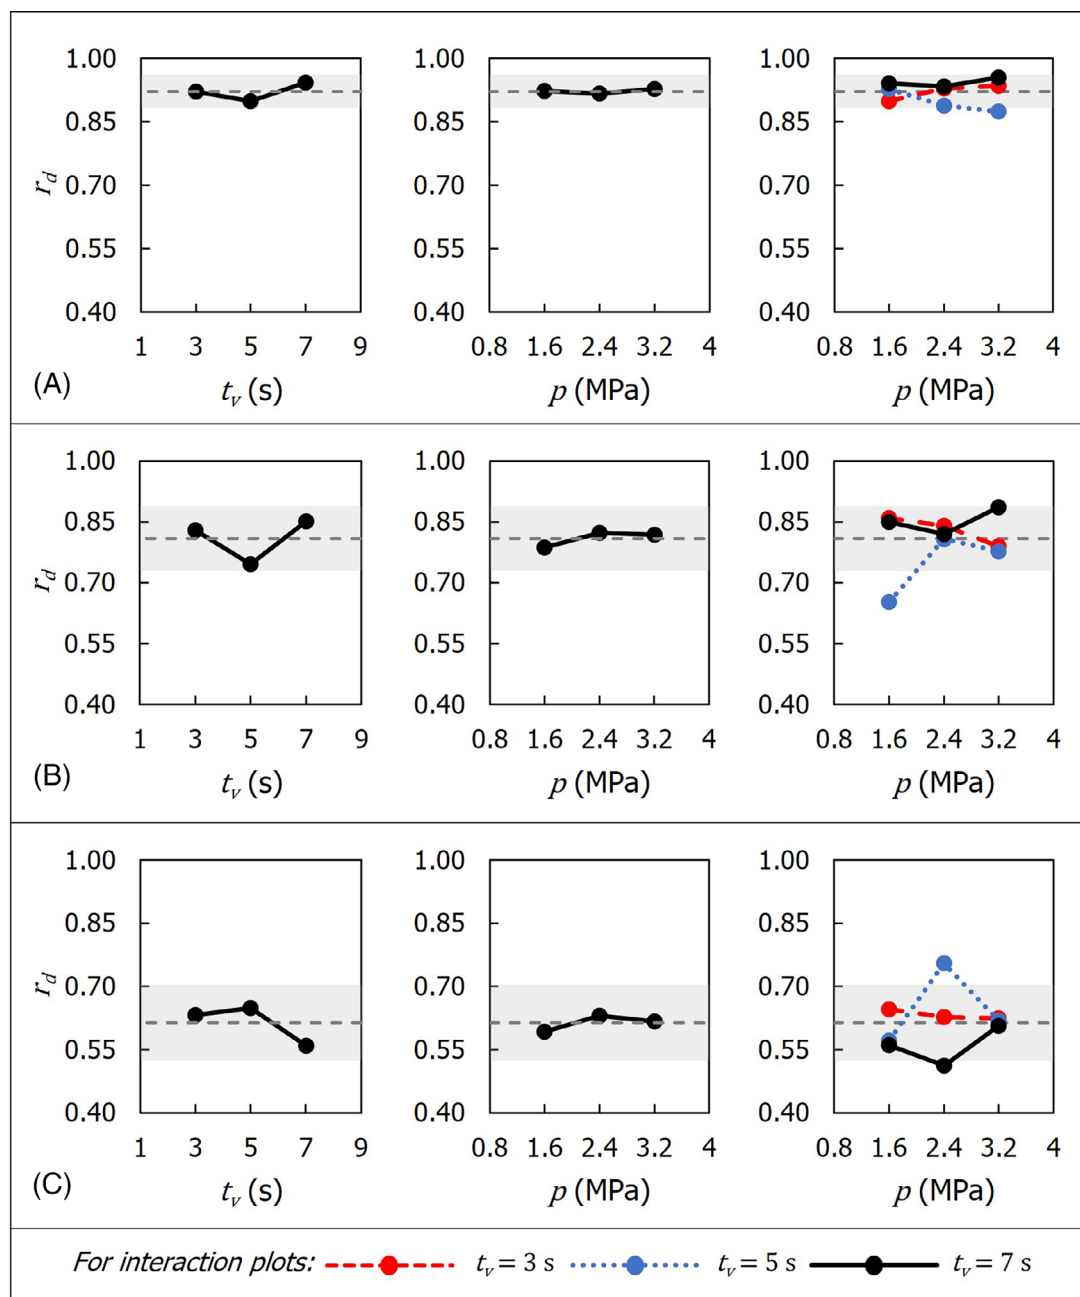 1.00 1.00 1.00
0.85 0.85 0.85
r_d 0.70 0.70 0.70
0.55 0.55 0.55
0.40 0.40 0.40
1 3 5 7 9 0.8 1.6 2.4 3.2 4 0.8 1.6 2.4 3.2 4
(A) t_v (s) p (MPa) p (MPa)
1.00 1.00 1.00
0.85 0.85 0.85
r_d 0.70 0.70 0.70
0.55 0.55 0.55
0.40 0.40 0.40
1 3 5 7 9 0.8 1.6 2.4 3.2 4 0.8 1.6 2.4 3.2 4
(B) t_v (s) p (MPa) p (MPa)
1.00 1.00 1.00
0.85 0.85 0.85
r_d 0.70 0.70 0.70
0.55 0.55 0.55
0.40 0.40 0.40
1 3 5 7 9 0.8 1.6 2.4 3.2 4 0.8 1.6 2.4 3.2 4
(C) t_v (s) p (MPa) p (MPa)
For interaction plots: t_v = 3 s t_v = 5 s t_v = 7 s